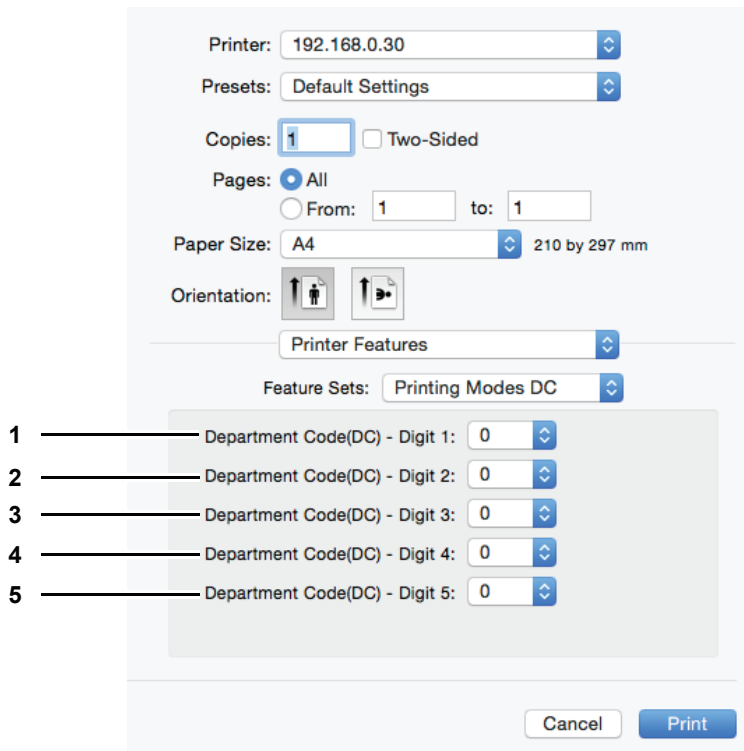 Printer: 192.168.0.30
Presets: Default Settings
Copies: 1 Two-Sided
Pages: All
From: 1 to: 1
Paper Size: A4 210 by 297 mm
Orientation:
Printer Features
Feature Sets: Printing Modes DC
1 Department Code(DC) - Digit 1: 0
2 Department Code(DC) - Digit 2: 0
3 Department Code(DC) - Digit 3: 0
4 Department Code(DC) - Digit 4: 0
5 Department Code(DC) - Digit 5: 0
Cancel Print